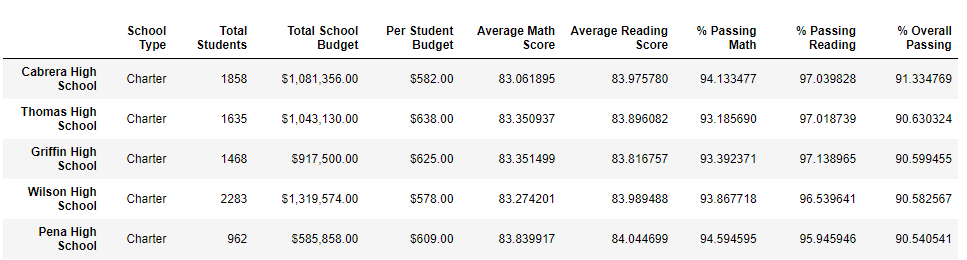 School Type Total Students Total School Budget Per Student Budget Average Math Score Average Reading Score % Passing Math % Passing Reading % Overall Passing
Cabrera High School Charter 1858 $1,081,356.00 $582.00 83.061895 83.975780 94.133477 97.039828 91.334769
Thomas High School Charter 1635 $1,043,130.00 $638.00 83.350937 83.896082 93.185690 97.018739 90.630324
Griffin High School Charter 1468 $917,500.00 $625.00 83.351499 83.816757 93.392371 97.138965 90.599455
Wilson High School Charter 2283 $1,319,574.00 $578.00 83.274201 83.989488 93.867718 96.539641 90.582567
Pena High School Charter 962 $585,858.00 $609.00 83.839917 84.044699 94.594595 95.945946 90.540541